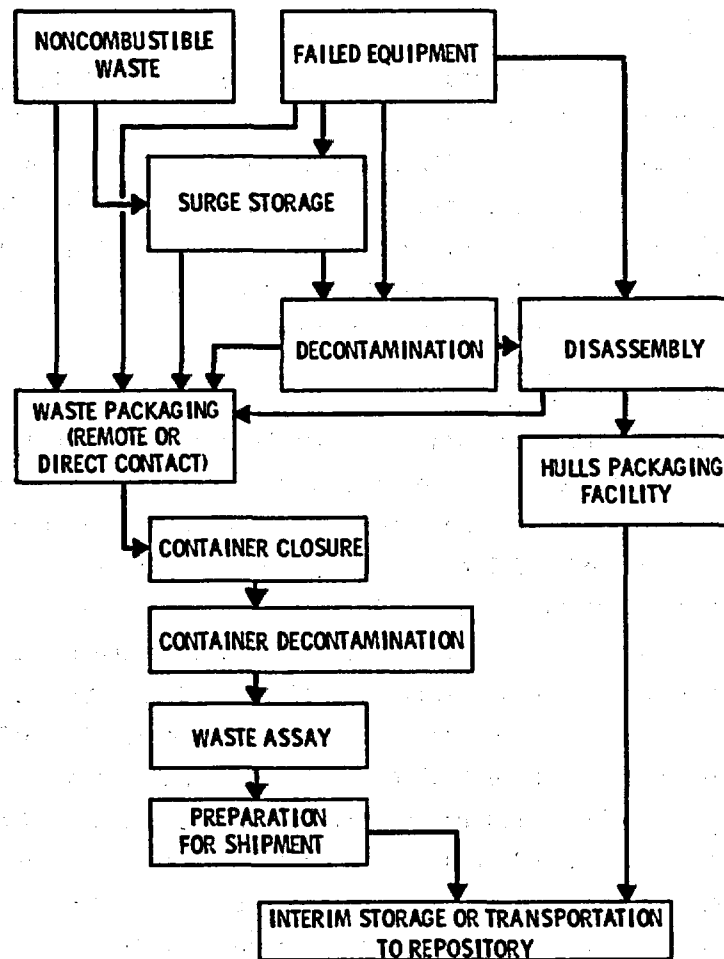 NONCOMBUSTIBLE
WASTE
FAILED EQUIPMENT
SURGE STORAGE
DECONTAMINATION
DISASSEMBLY
WASTE PACKAGING
(REMOTE OR
DIRECT CONTACT)
HULLS PACKAGING
FACILITY
CONTAINER CLOSURE
CONTAINER DECONTAMINATION
WASTE ASSAY
PREPARATION
FOR SHIPMENT
INTERIM STORAGE OR TRANSPORTATION
TO REPOSITORY